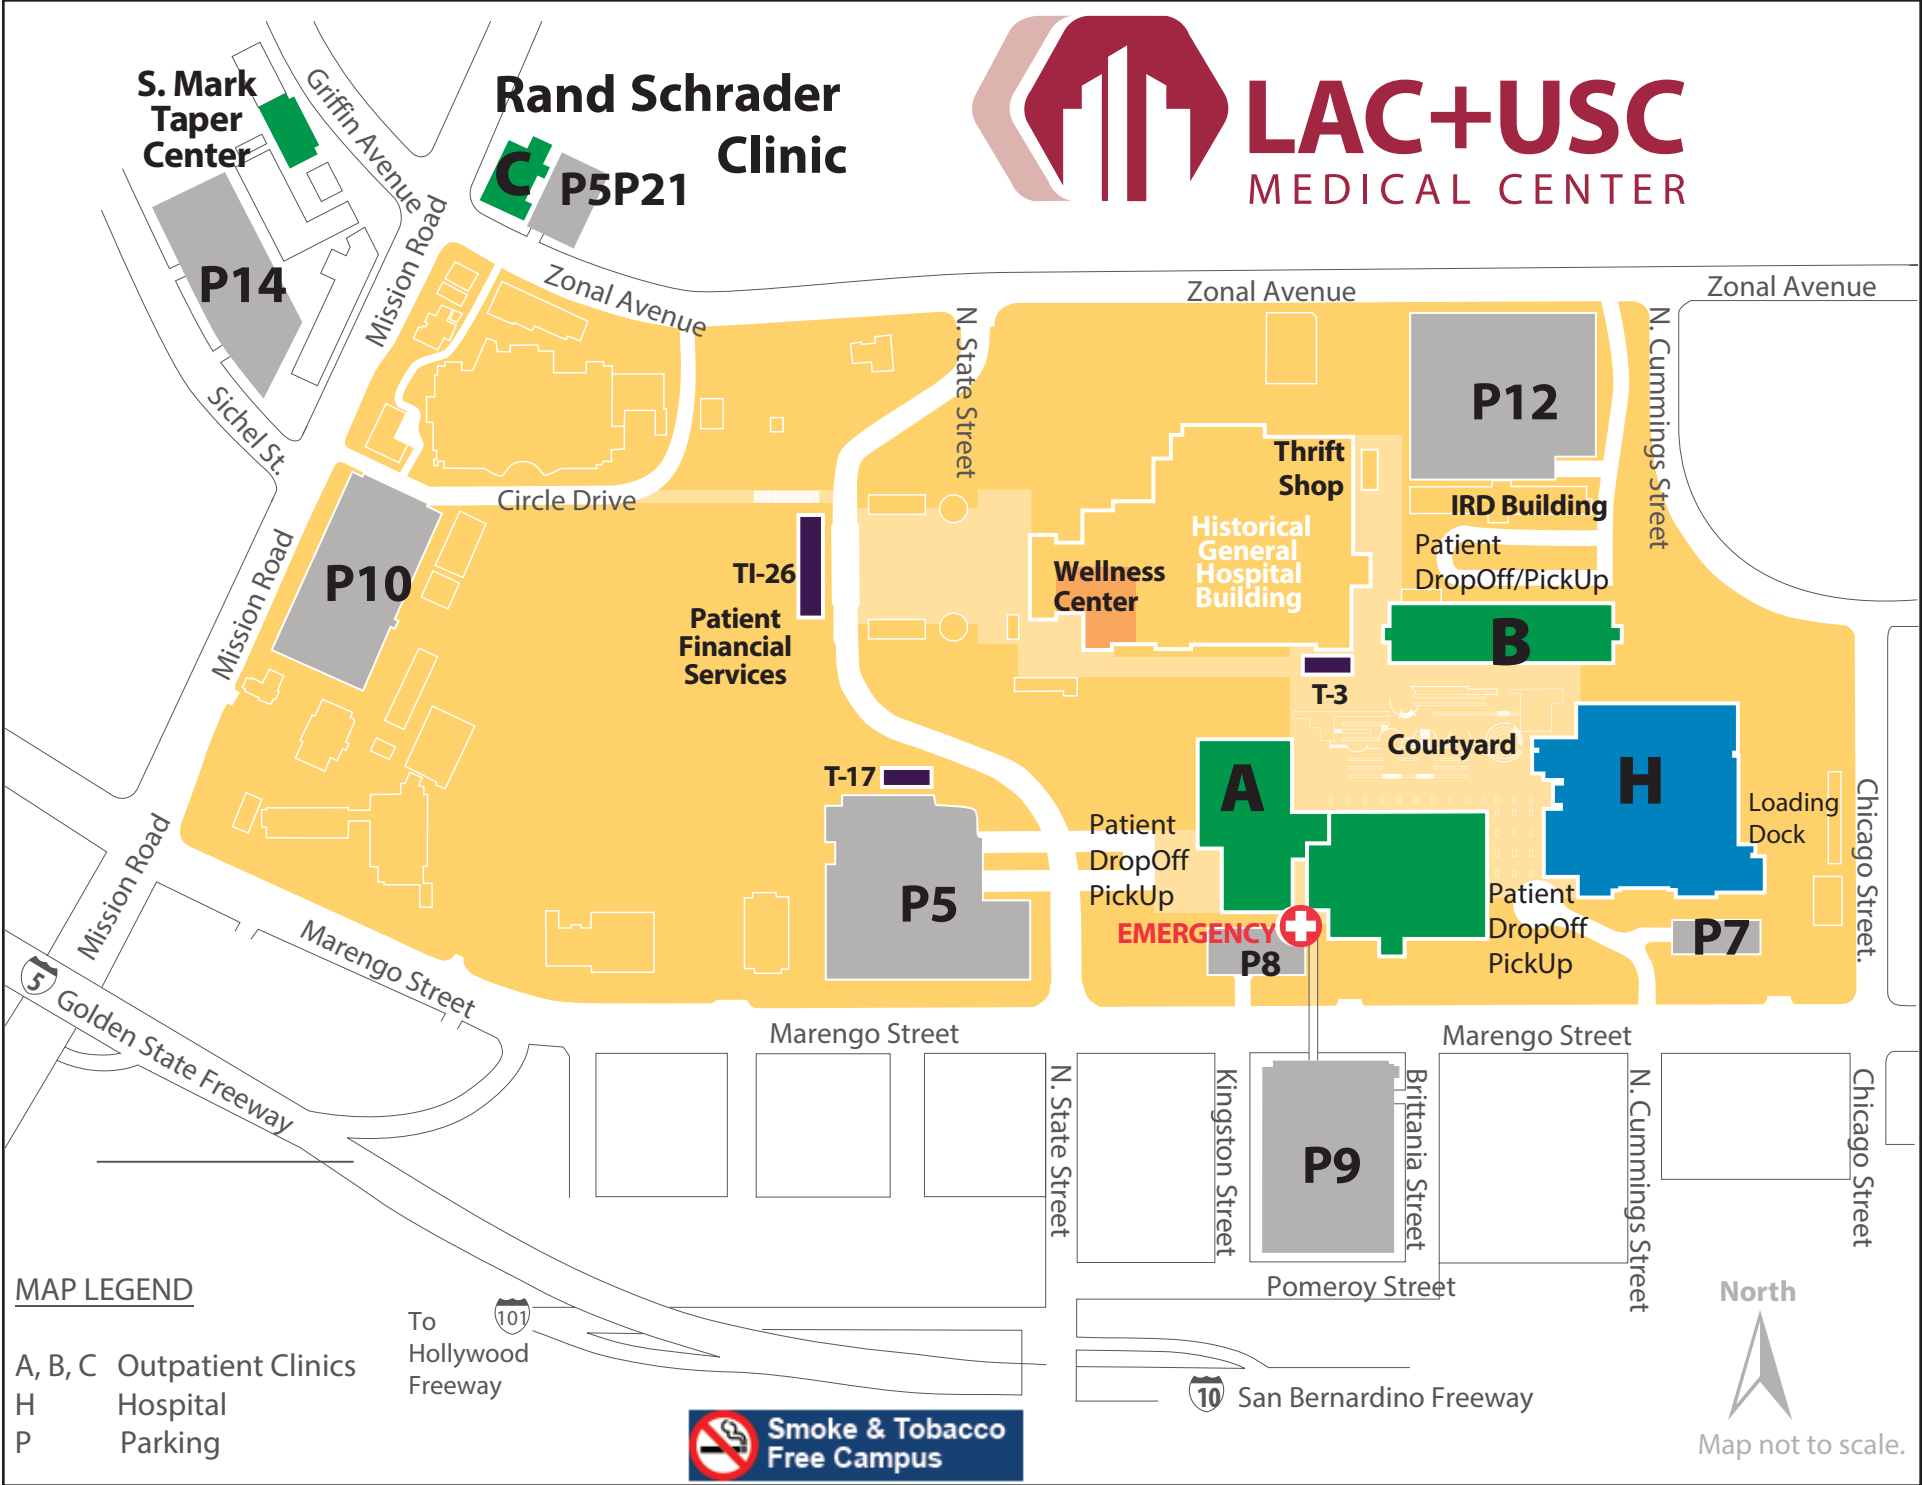 S. Mark
Taper
Center
Griffin Avenue
Rand Schrader
Clinic
C
P5P21
LAC+USC
MEDICAL CENTER
P14
Mission Road
Zonal Avenue
Zonal Avenue
Zonal Avenue
Sichel St.
N. State Street
N. Cummings Street
P12
Thrift
Shop
IRD Building
Circle Drive
Historical
General
Hospital
Building
Patient
DropOff/PickUp
Mission Road
P10
TI-26
Patient
Financial
Services
Wellness
Center
B
T-3
Courtyard
T-17
A
H
Loading
Dock
Chicago Street.
Patient
DropOff
PickUp
P5
Patient
DropOff
PickUp
EMERGENCY
P8
P7
Mission Road
Marengo Street
5
Golden State Freeway
Marengo Street
Marengo Street
N. State Street
Kingston Street
P9
Brittania Street
N. Cummings Street
Chicago Street
Pomeroy Street
MAP LEGEND
A, B, C Outpatient Clinics
H Hospital
P Parking
To
Hollywood
Freeway
101
10
San Bernardino Freeway
Smoke & Tobacco
Free Campus
North
Map not to scale.